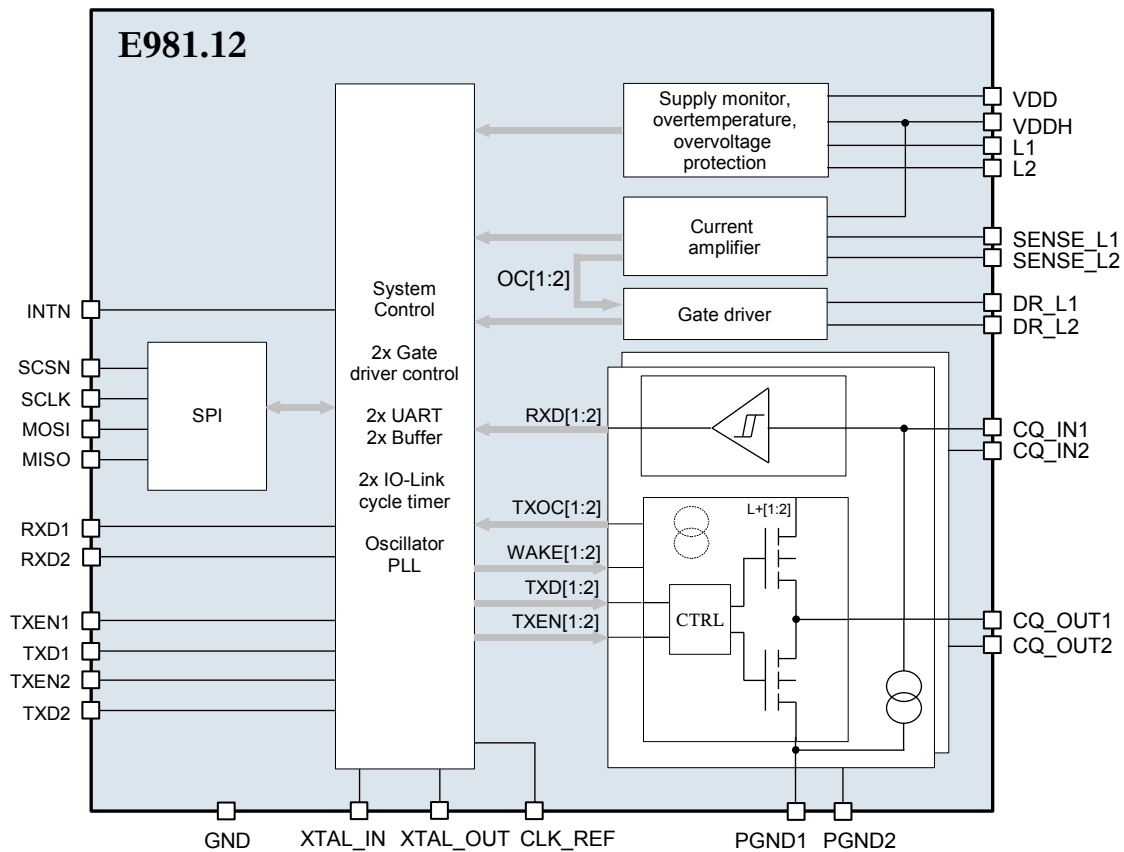 E981.12
Supply monitor,
overtemperature,
overvoltage
protection
VDD
VDDH
L1
L2
Current
amplifier
SENSE_L1
SENSE_L2
OC[1:2]
Gate driver
DR_L1
DR_L2
System
Control
2x Gate
driver control
2x UART
2x Buffer
2x IO-Link
cycle timer
Oscillator
PLL
INTN
SCSN
SCLK
MOSI
MISO
SPI
RXD1
RXD2
TXEN1
TXD1
TXEN2
TXD2
RXD[1:2]
TXOC[1:2]
WAKE[1:2]
TXD[1:2]
TXEN[1:2]
L+[1:2]
CTRL
CQ_IN1
CQ_IN2
CQ_OUT1
CQ_OUT2
GND
XTAL_IN
XTAL_OUT
CLK_REF
PGND1
PGND2